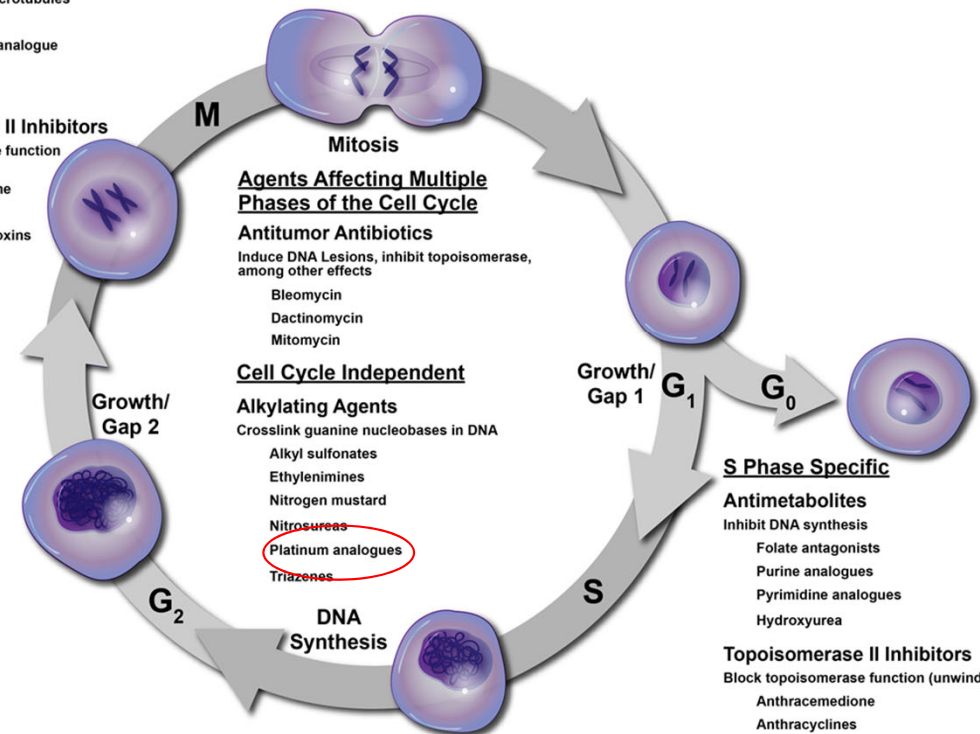 analogue
II Inhibitors
function
M
Mitosis
Agents Affecting Multiple
Phases of the Cell Cycle
Antitumor Antibiotics
Induce DNA Lesions, inhibit topoisomerase,
among other effects
Bleomycin
Dactinomycin
Mitomycin
Cell Cycle Independent
Alkylating Agents
Crosslink guanine nucleobases in DNA
Alkyl sulfonates
Ethylenimines
Nitrogen mustard
Nitrosureas
Platinum analogues
Triazenes
Growth/
Gap 1
G1
G0
Growth/
Gap 2
G2
DNA
Synthesis
S
S Phase Specific
Antimetabolites
Inhibit DNA synthesis
Folate antagonists
Purine analogues
Pyrimidine analogues
Hydroxyurea
Topoisomerase II Inhibitors
Block topoisomerase function (unwind
Anthracemedione
Anthracyclines